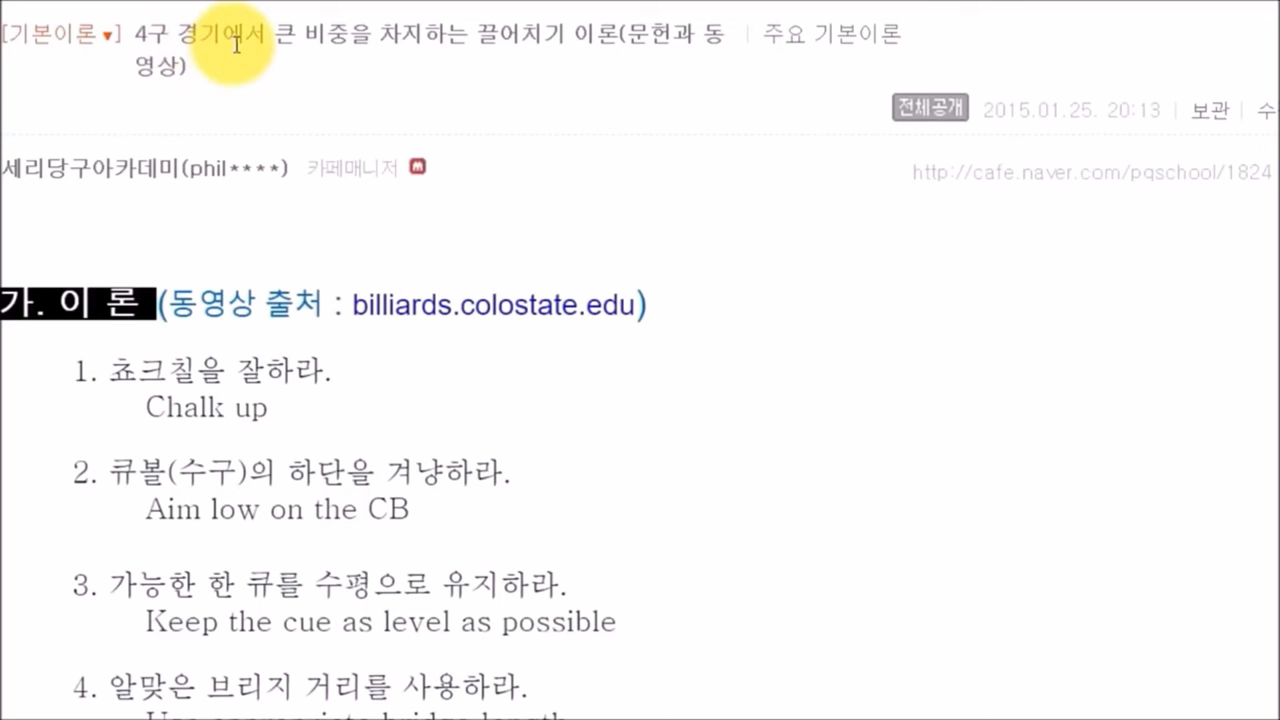 [기본이론▼] 4구 경기에서 큰 비중을 차지하는 끌어치기 이론(문헌과 동 | 주요 기본이론
영상)
전체공개 2015.01.25. 20:13 | 보관 | 수
세리당구아카데미(phil****) 카페매니저
http://cafe.naver.com/pqschool/1824
가. 이 론 (동영상 출처 : billiards.colostate.edu)
1. 쵸크칠을 잘하라.
Chalk up
2. 큐볼(수구)의 하단을 겨냥하라.
Aim low on the CB
3. 가능한 한 큐를 수평으로 유지하라.
Keep the cue as level as possible
4. 알맞은 브리지 거리를 사용하라.
Use appropriate bridge length